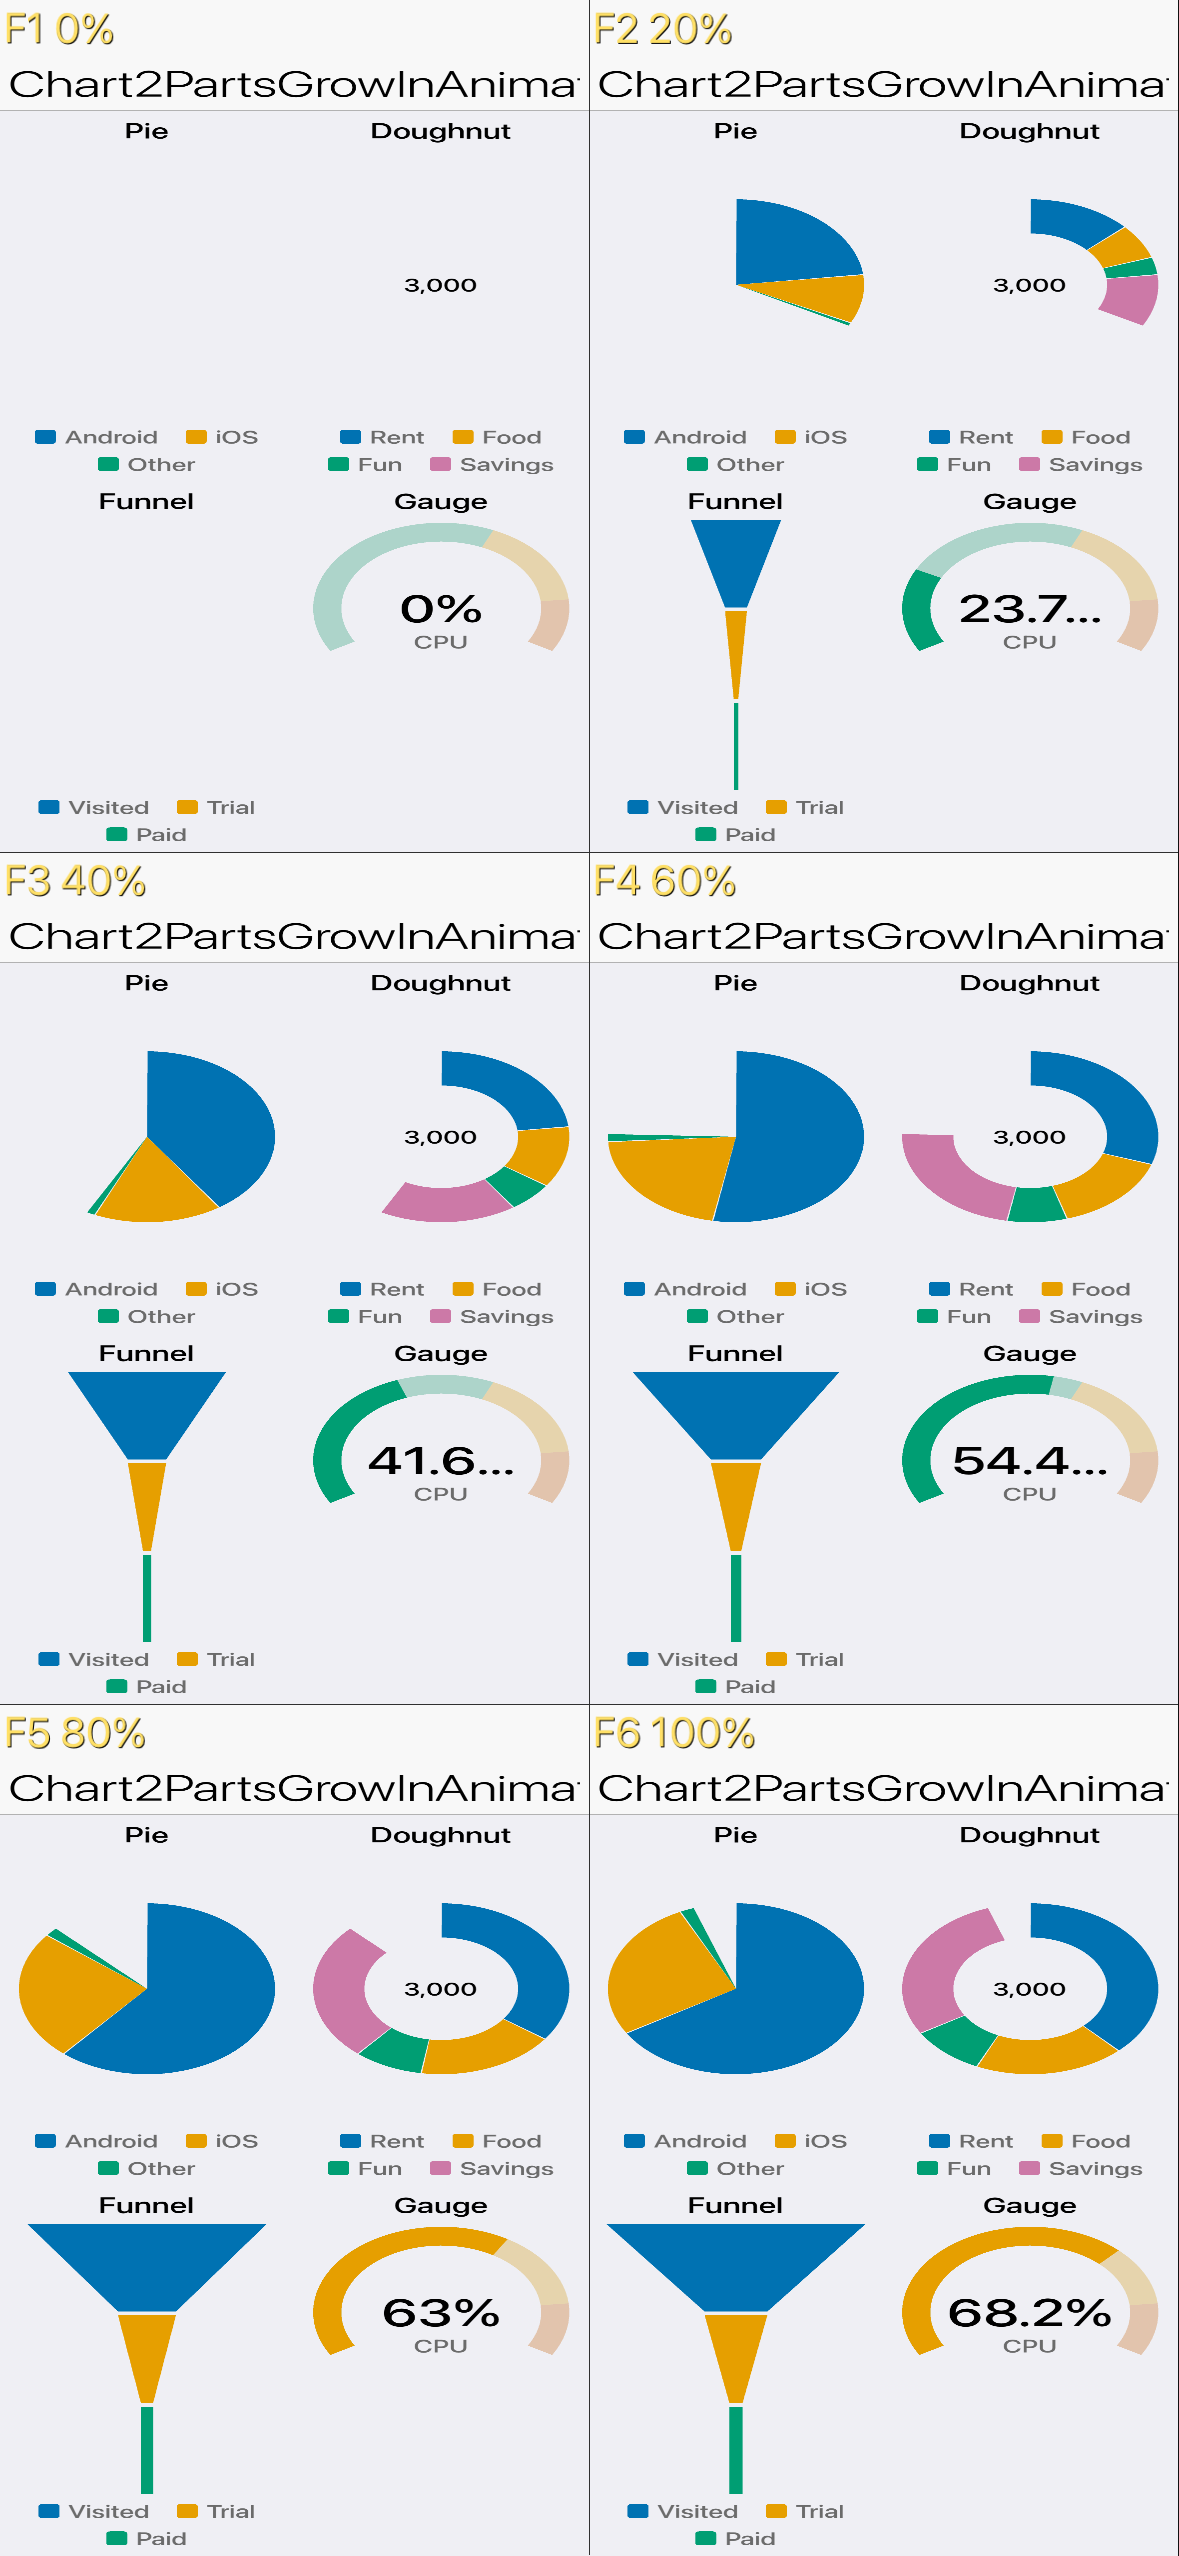 F1 0%
Chart2PartsGrowInAnima
Pie
Doughnut
3,000
Android iOS
Other
Rent Food
Fun Savings
Funnel
Gauge
0%
CPU
Visited Trial
Paid
F2 20%
Chart2PartsGrowInAnima
Pie
Doughnut
3,000
Android iOS
Other
Rent Food
Fun Savings
Funnel
Gauge
23.7...
CPU
Visited Trial
Paid
F3 40%
Chart2PartsGrowInAnima
Pie
Doughnut
3,000
Android iOS
Other
Rent Food
Fun Savings
Funnel
Gauge
41.6...
CPU
Visited Trial
Paid
F4 60%
Chart2PartsGrowInAnima
Pie
Doughnut
3,000
Android iOS
Other
Rent Food
Fun Savings
Funnel
Gauge
54.4...
CPU
Visited Trial
Paid
F5 80%
Chart2PartsGrowInAnima
Pie
Doughnut
3,000
Android iOS
Other
Rent Food
Fun Savings
Funnel
Gauge
63%
CPU
Visited Trial
Paid
F6 100%
Chart2PartsGrowInAnima
Pie
Doughnut
3,000
Android iOS
Other
Rent Food
Fun Savings
Funnel
Gauge
68.2%
CPU
Visited Trial
Paid